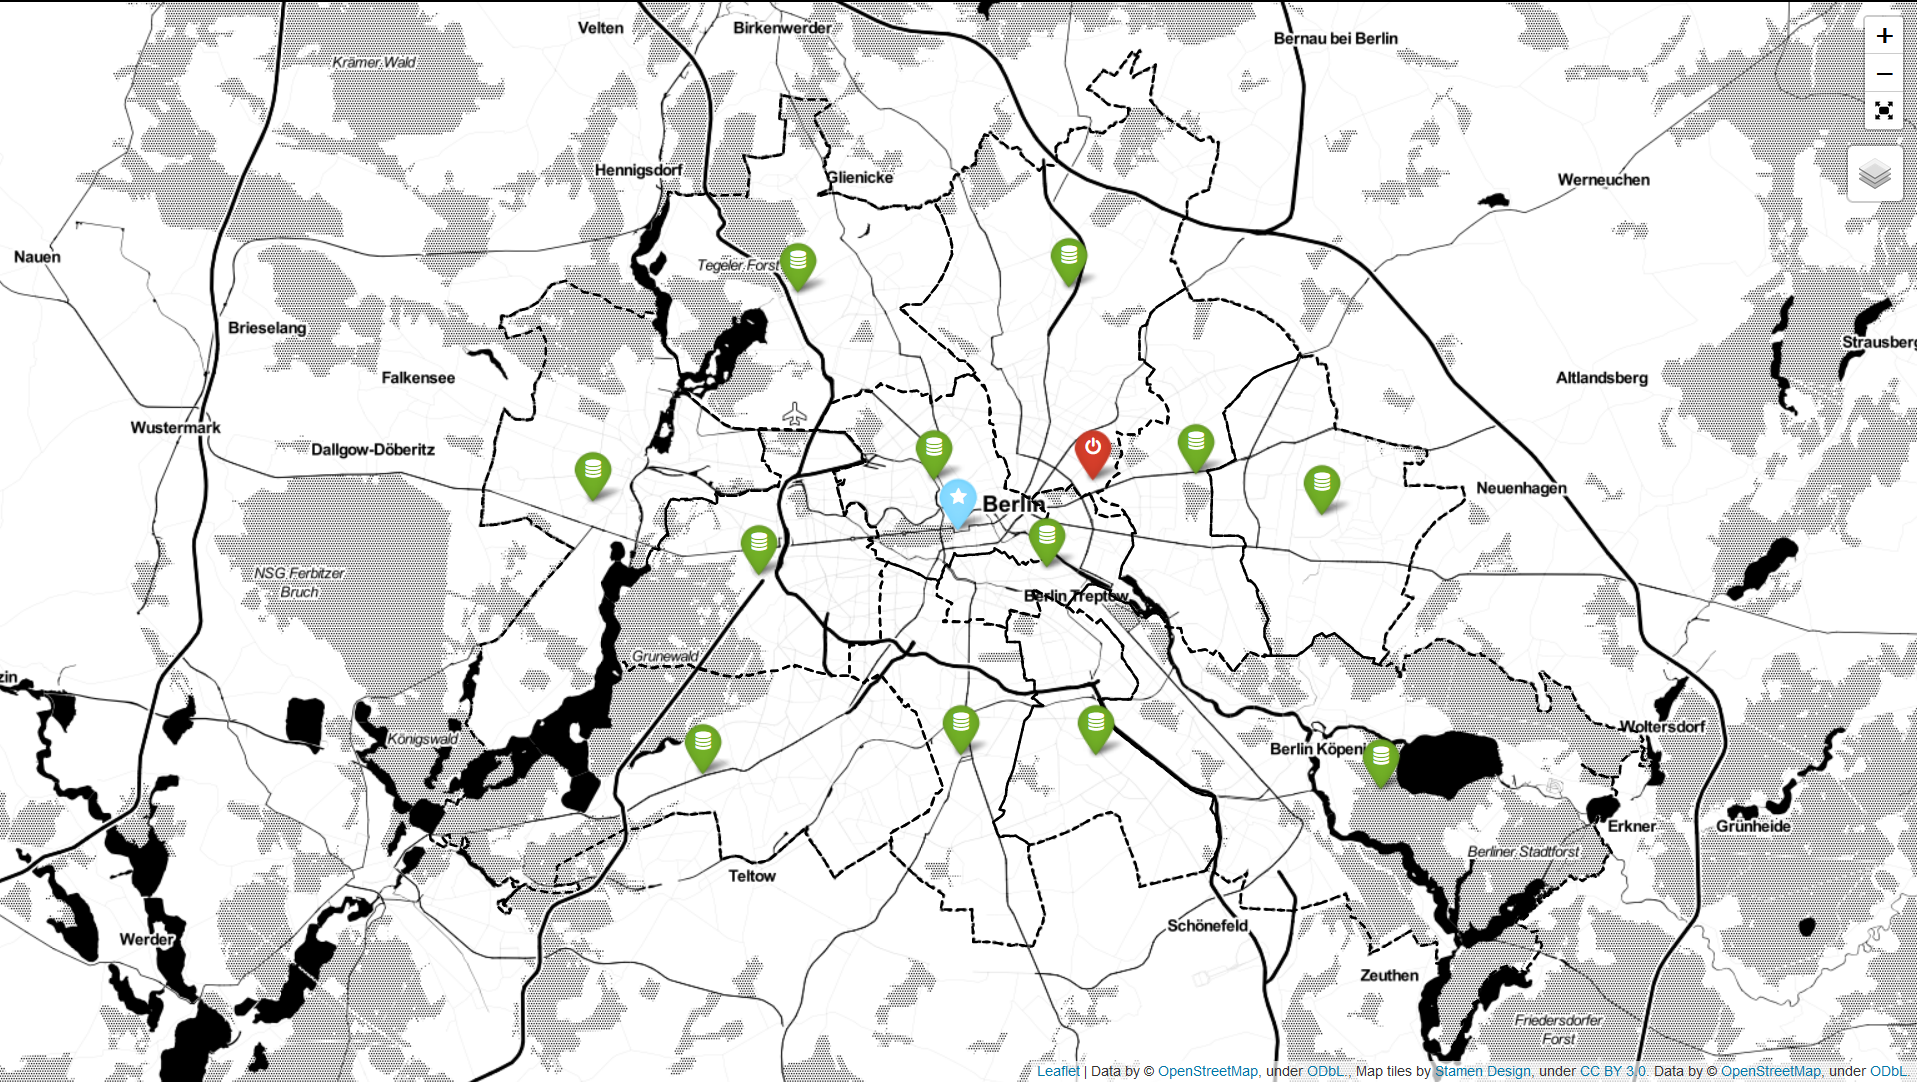 Velten
Birkenwerder
Bernau bei Berlin
+
Krämer Wald
−
Hennigsdorf
Glienicke
Werneuchen
Nauen
Tegeler Forst
Brieselang
Strausberg
Falkensee
Altlandsberg
Wustermark
Dallgow-Döberitz
Neuenhagen
Berlin
NSG Ferbitzer
Bruch
Berlin Treptow
Grunewald
zin
Woltersdorf
Königswald
Berlin Köpeni
Erkner
Grünheide
Berliner Stadtforst
Teltow
Schönefeld
Werder
Zeuthen
Friedersdorfer
Forst
Leaflet | Data by © OpenStreetMap, under ODbL., Map tiles by Stamen Design, under CC BY 3.0. Data by © OpenStreetMap, under ODbL.